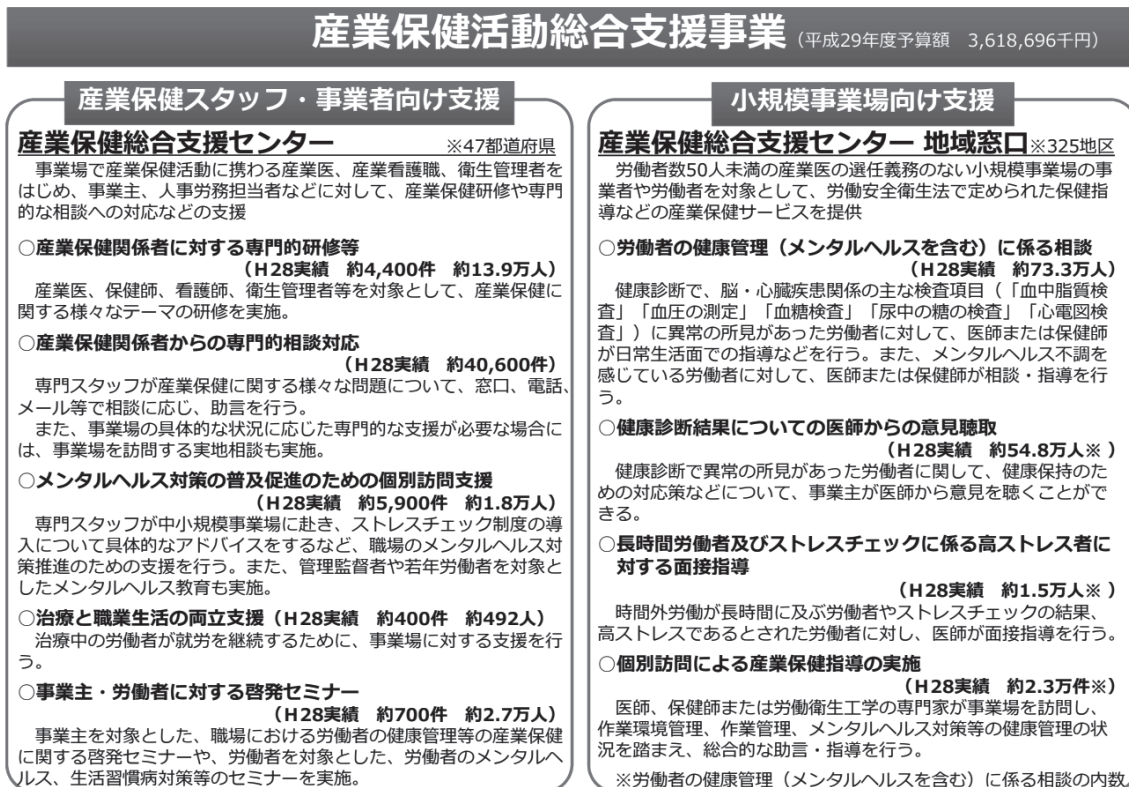 産業保健活動総合支援事業（平成29年度予算額　3,618,696千円）
産業保健スタッフ・事業者向け支援
産業保健総合支援センター　※47都道府県
事業場で産業保健活動に携わる産業医、産業看護職、衛生管理者を
はじめ、事業主、人事労務担当者などに対して、産業保健研修や専門
的な相談への対応などの支援
○産業保健関係者に対する専門的研修等
（H28実績　約4,400件　約13.9万人）
産業医、保健師、看護師、衛生管理者等を対象として、産業保健に
関する様々なテーマの研修を実施。
○産業保健関係者からの専門的相談対応
（H28実績　約40,600件）
専門スタッフが産業保健に関する様々な問題について、窓口、電話、
メール等で相談に応じ、助言を行う。
また、事業場の具体的な状況に応じた専門的な支援が必要な場合に
は、事業場を訪問する実地相談も実施。
○メンタルヘルス対策の普及促進のための個別訪問支援
（H28実績　約5,900件　約1.8万人）
専門スタッフが中小規模事業場に赴き、ストレスチェック制度の導
入について具体的なアドバイスをするなど、職場のメンタルヘルス対
策推進のための支援を行う。また、管理監督者や若年労働者を対象と
したメンタルヘルス教育も実施。
○治療と職業生活の両立支援（H28実績　約400件　約492人）
治療中の労働者が就労を継続するために、事業場に対する支援を行
う。
○事業主・労働者に対する啓発セミナー
（H28実績　約700件　約2.7万人）
事業主を対象とした、職場における労働者の健康管理等の産業保健
に関する啓発セミナーや、労働者を対象とした、労働者のメンタルヘ
ルス、生活習慣病対策等のセミナーを実施。
小規模事業場向け支援
産業保健総合支援センター 地域窓口※325地区
労働者数50人未満の産業医の選任義務のない小規模事業場の事
業者や労働者を対象として、労働安全衛生法で定められた保健指
導などの産業保健サービスを提供
○労働者の健康管理（メンタルヘルスを含む）に係る相談
（H28実績　約73.3万人）
健康診断で、脳・心臓疾患関係の主な検査項目（「血中脂質検
査」「血圧の測定」「血糖検査」「尿中の糖の検査」「心電図検
査」）に異常の所見があった労働者に対して、医師または保健師
が日常生活面での指導などを行う。また、メンタルヘルス不調を
感じている労働者に対して、医師または保健師が相談・指導を行
う。
○健康診断結果についての医師からの意見聴取
（H28実績　約54.8万人※ ）
健康診断で異常の所見があった労働者に関して、健康保持のた
めの対応策などについて、事業主が医師から意見を聴くことがで
きる。
○長時間労働者及びストレスチェックに係る高ストレス者に
対する面接指導
（H28実績　約1.5万人※ ）
時間外労働が長時間に及ぶ労働者やストレスチェックの結果、
高ストレスであるとされた労働者に対し、医師が面接指導を行う。
○個別訪問による産業保健指導の実施
（H28実績　約2.3万件※）
医師、保健師または労働衛生工学の専門家が事業場を訪問し、
作業環境管理、作業管理、メンタルヘルス対策等の健康管理の状
況を踏まえ、総合的な助言・指導を行う。
※労働者の健康管理（メンタルヘルスを含む）に係る相談の内数。